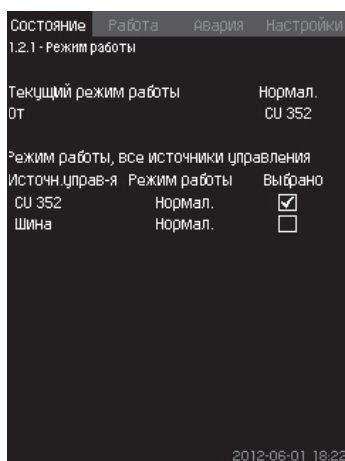 Состояние Работа Авария Настройки
1.2.1 - Режим работы
Текущий режим работы Нормал.
От CU 352
Режим работы, все источники управления
Источн.управ-я Режим работы Выбрано
CU 352 Нормал.
Шина Нормал.
2012-06-01 18:22